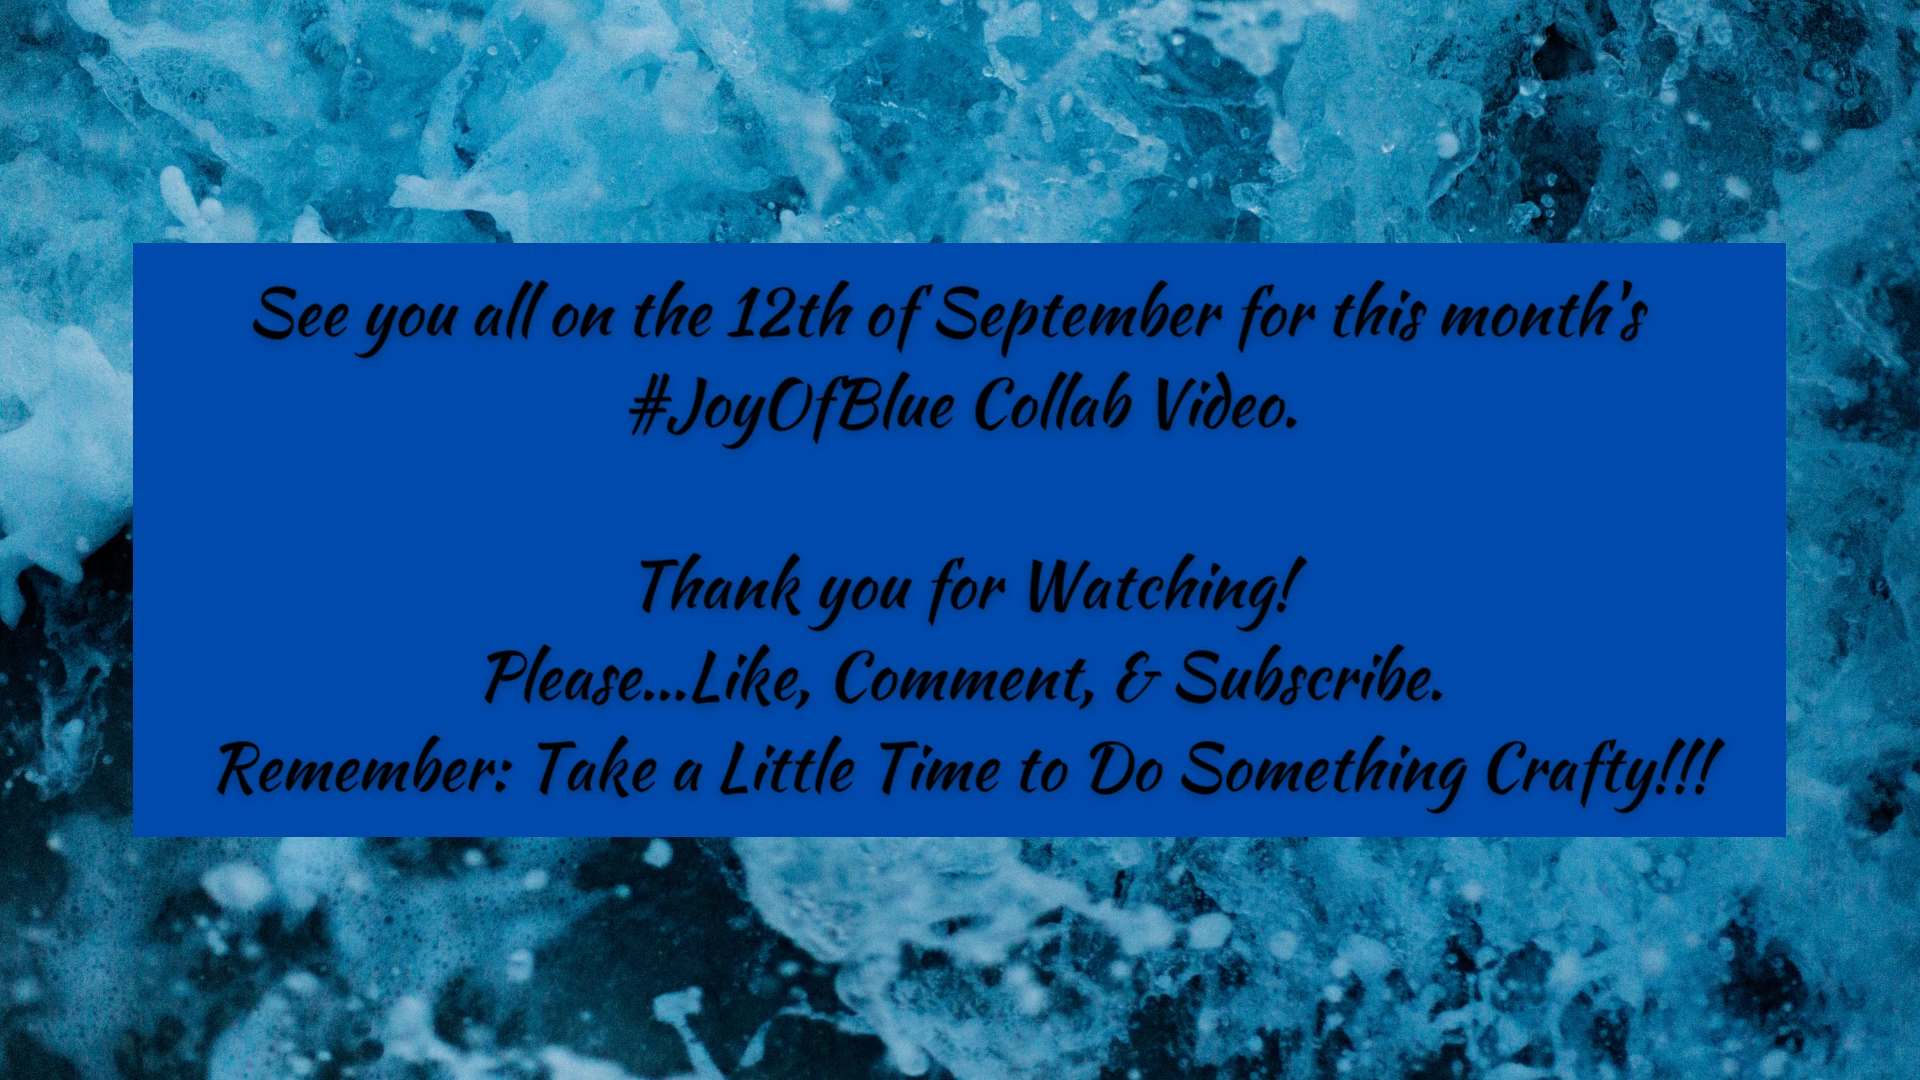 See you all on the 12th of September for this month's
#JoyOfBlue Collab Video.
Thank you for Watching!
Please...Like, Comment, & Subscribe.
Remember: Take a Little Time to Do Something Crafty!!!